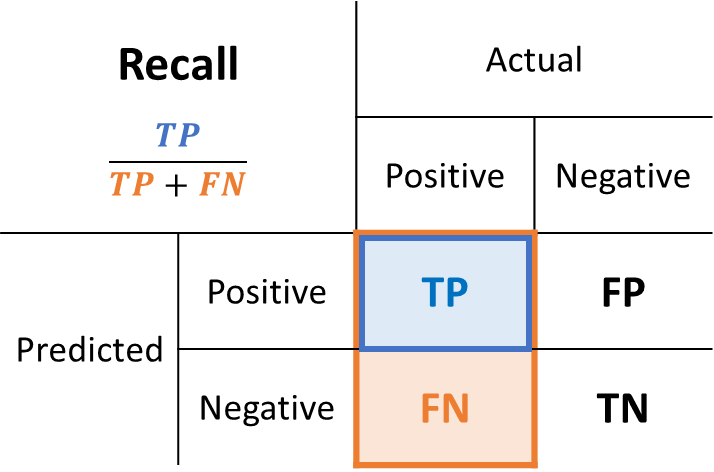 Recall
Actual
TP
TP + FN
Positive Negative
Positive TP FP
Predicted
Negative FN TN